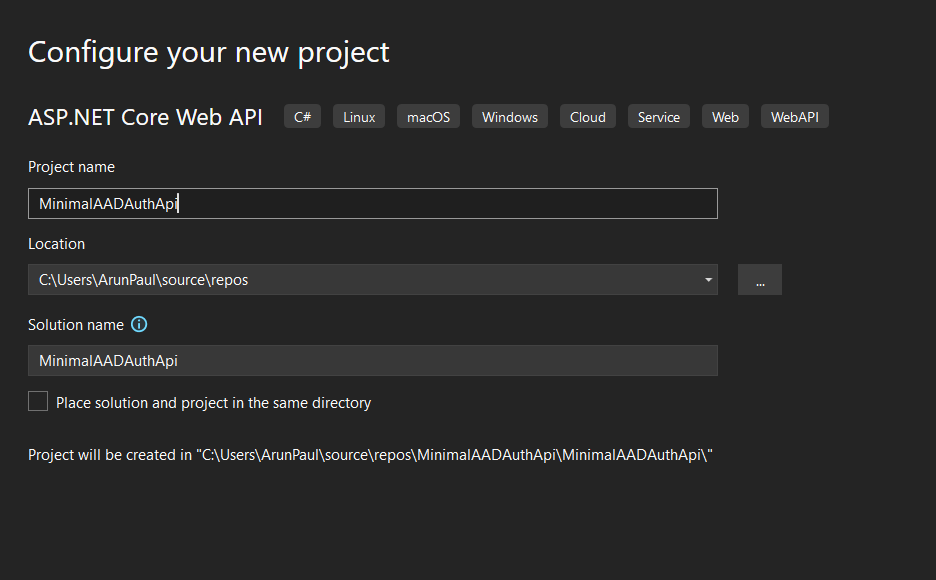 Configure your new project
ASP.NET Core Web API C# Linux macOS Windows Cloud Service Web WebAPI
Project name
MinimalAADAuthApi
Location
C:\Users\ArunPaul\source\repos
...
Solution name
MinimalAADAuthApi
Place solution and project in the same directory
Project will be created in "C:\Users\ArunPaul\source\repos\MinimalAADAuthApi\MinimalAADAuthApi\"